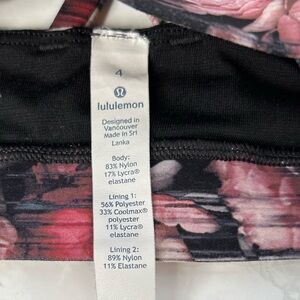 4
lululemon
Designed in
Vancouver
Made in Sri
Lanka
Body:
83% Nylon
17% Lycra®
elastane
Lining 1:
56% Polyester
33% Coolmax®
polyester
11% Lycra®
elastane
Lining 2:
89% Nylon
11% Elastane